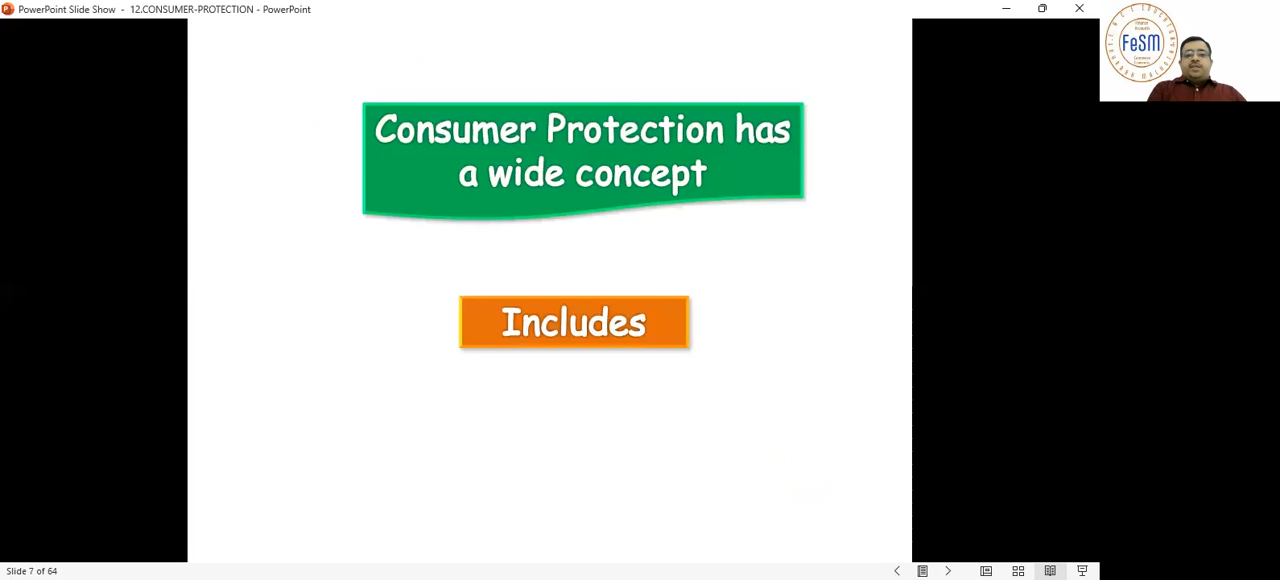 PowerPoint Slide Show - 12.CONSUMER-PROTECTION - PowerPoint
FeSM
Consumer Protection has
a wide concept
Includes
Slide 7 of 64